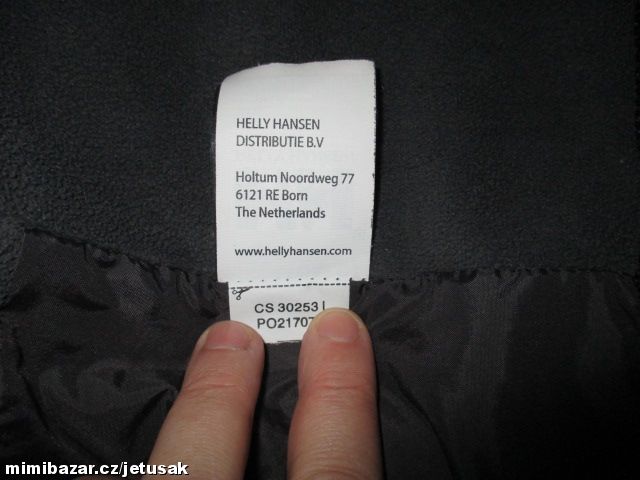 HELLY HANSEN
DISTRIBUTIE B.V
Holtum Noordweg 77
6121 RE Born
The Netherlands
www.hellyhansen.com
CS 30253
mimibazar.cz/jetusak